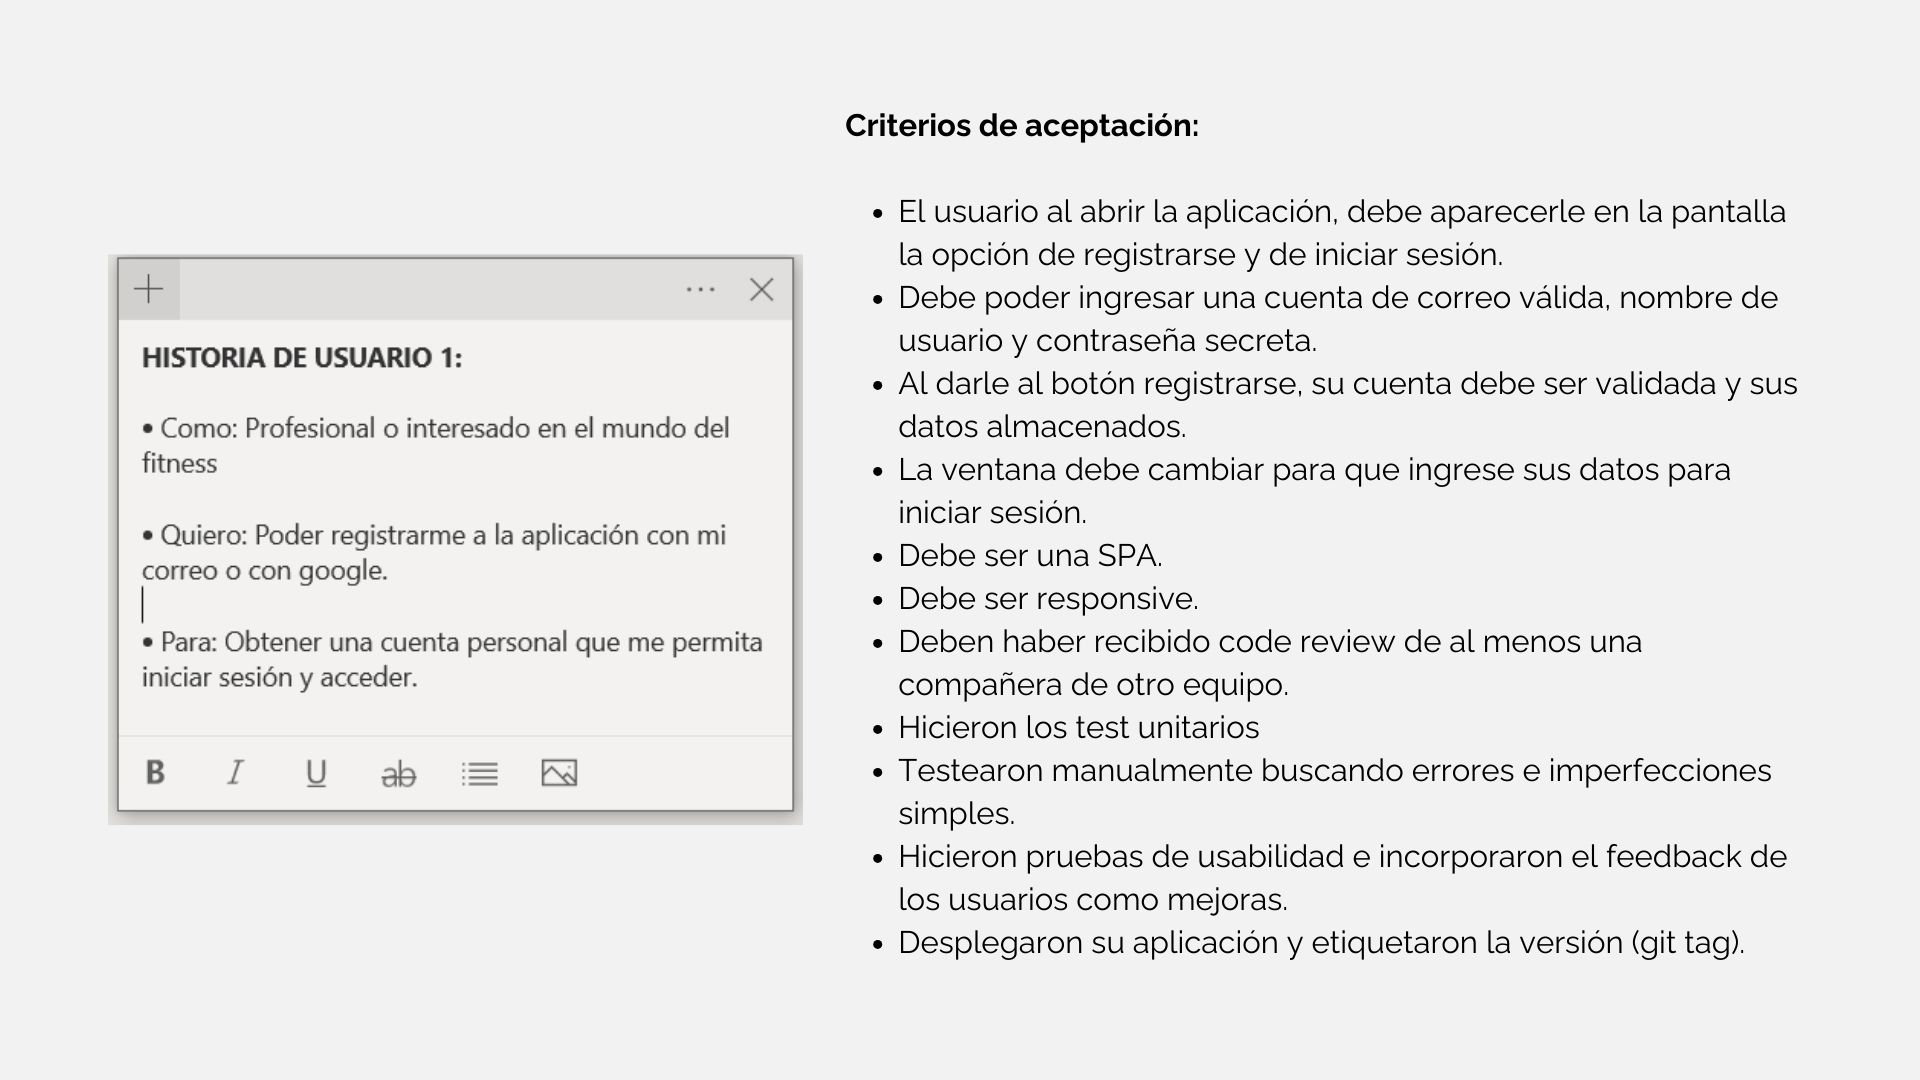 HISTORIA DE USUARIO 1:
• Como: Profesional o interesado en el mundo del
fitness
• Quiero: Poder registrarme a la aplicación con mi
correo o con google.
• Para: Obtener una cuenta personal que me permita
iniciar sesión y acceder.
B I U ab
Criterios de aceptación:
• El usuario al abrir la aplicación, debe aparecerle en la pantalla
la opción de registrarse y de iniciar sesión.
• Debe poder ingresar una cuenta de correo válida, nombre de
usuario y contraseña secreta.
• Al darle al botón registrarse, su cuenta debe ser validada y sus
datos almacenados.
• La ventana debe cambiar para que ingrese sus datos para
iniciar sesión.
• Debe ser una SPA.
• Debe ser responsive.
• Deben haber recibido code review de al menos una
compañera de otro equipo.
• Hicieron los test unitarios
• Testearon manualmente buscando errores e imperfecciones
simples.
• Hicieron pruebas de usabilidad e incorporaron el feedback de
los usuarios como mejoras.
• Desplegaron su aplicación y etiquetaron la versión (git tag).